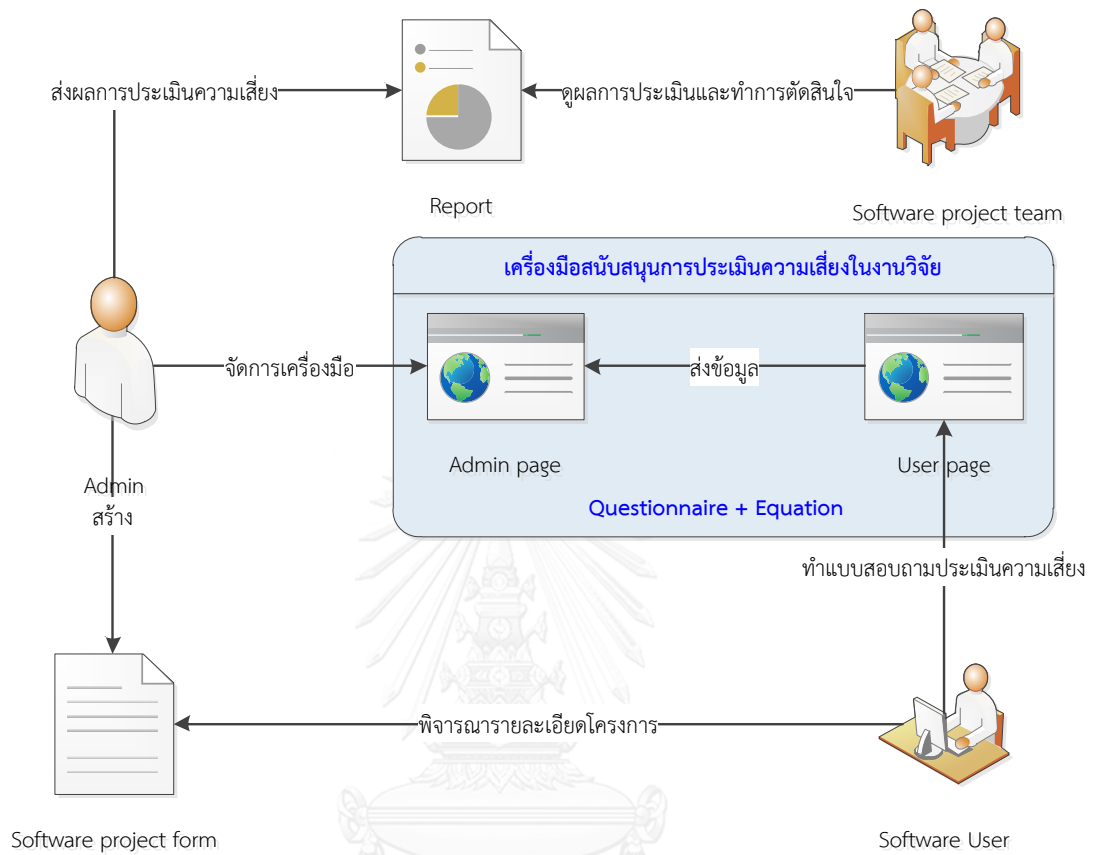 ส่งผลการประเมินความเสี่ยง
ดูผลการประเมินและทำการตัดสินใจ
Report
Software project team
เครื่องมือสนับสนุนการประเมินความเสี่ยงในงานวิจัย
จัดการเครื่องมือ
ส่งข้อมูล
Admin page
User page
Admin
สร้าง
Questionnaire + Equation
ทำแบบสอบถามประเมินความเสี่ยง
พิจารณารายละเอียดโครงการ
Software project form
Software User